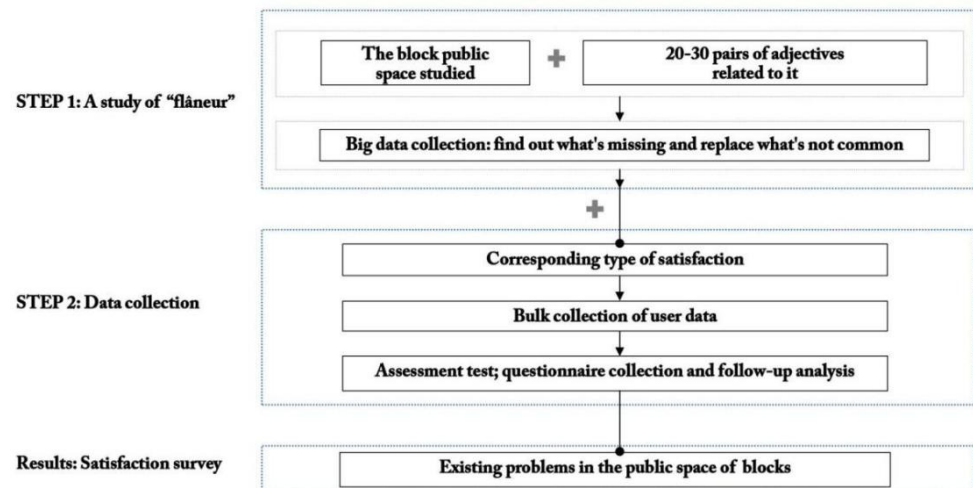 The block public
space studied
20-30 pairs of adjectives
related to it
STEP 1: A study of “flâneur”
Big data collection: find out what's missing and replace what's not common
Corresponding type of satisfaction
STEP 2: Data collection
Bulk collection of user data
Assessment test; questionnaire collection and follow-up analysis
Results: Satisfaction survey
Existing problems in the public space of blocks